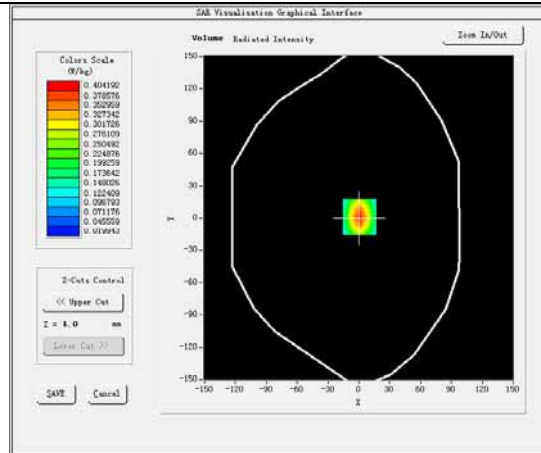 SAR Visualisation Graphical Interface
Volume Radiated Intensity
Zoom In/Out
Colors Scale
(W/kg)
0.404192
0.378576
0.352959
0.327342
0.301726
0.276109
0.250492
0.224876
0.199259
0.173642
0.148026
0.122409
0.096793
0.071176
0.045559
0.019943
Z-Cuts Control
<< Upper Cut
Z = 4.0 mm
Lower Cut >>
SAVE
Cancel
150
120
90
60
30
0
-30
-60
-90
-120
-150
Y
-150 -120 -90 -60 -30 0 30 60 90 120 150
X